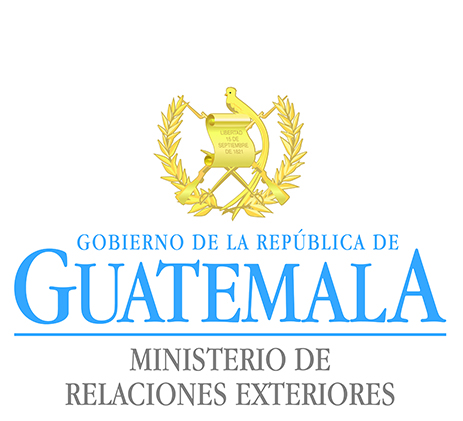 LIBERTAD
15 DE
SEPTIEMBRE
DE 1821
GOBIERNO DE LA REPÚBLICA DE
GUATEMALA
MINISTERIO DE
RELACIONES EXTERIORES